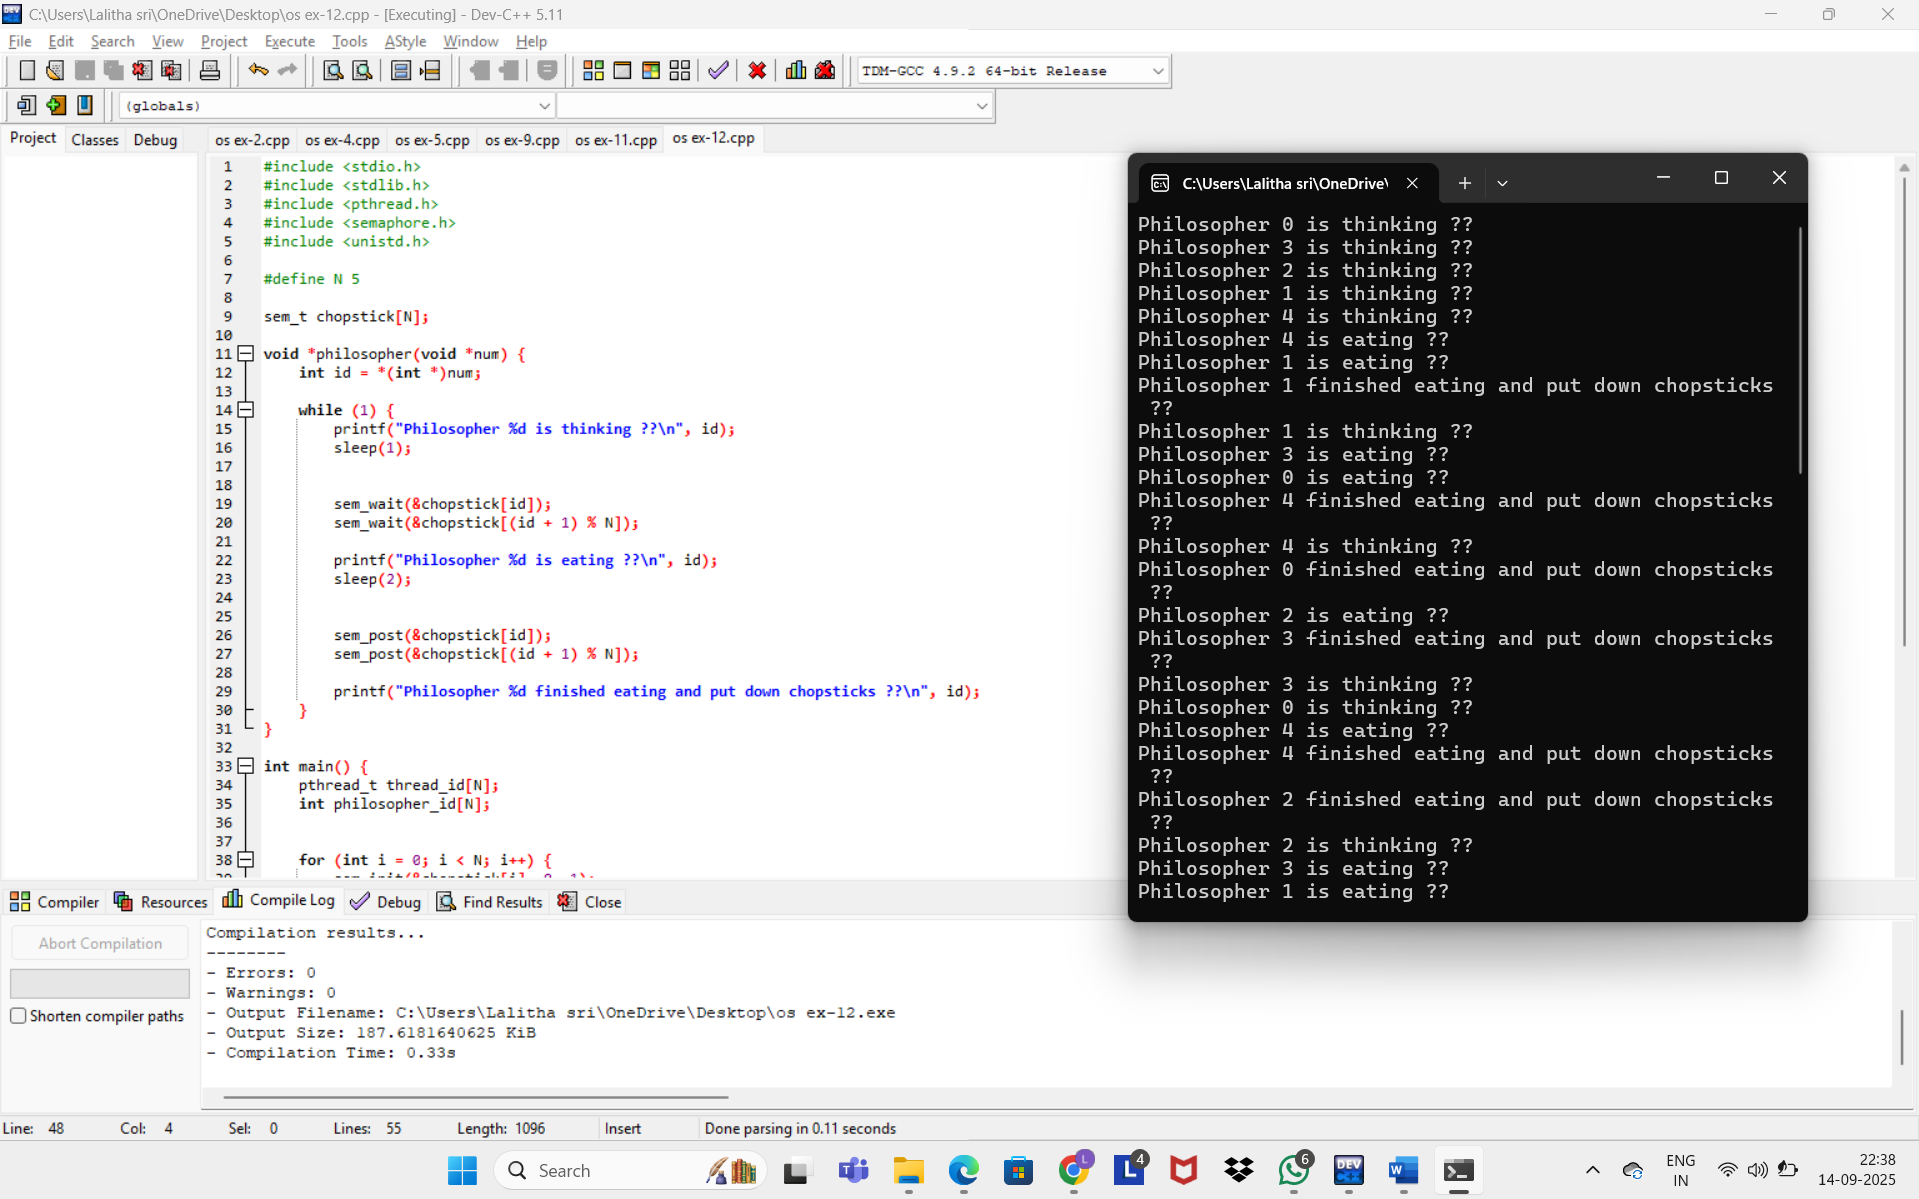 C:\Users\Lalitha sri\OneDrive\Desktop\os ex-12.cpp - [Executing] - Dev-C++ 5.11
File Edit Search View Project Execute Tools AStyle Window Help
TDM-GCC 4.9.2 64-bit Release
(globals)
Project Classes Debug
os ex-2.cpp os ex-4.cpp os ex-5.cpp os ex-9.cpp os ex-11.cpp os ex-12.cpp
1 #include <stdio.h>
2 #include <stdlib.h>
3 #include <pthread.h>
4 #include <semaphore.h>
5 #include <unistd.h>
6
7 #define N 5
8
9 sem_t chopstick[N];
10
11 void *philosopher(void *num) {
12 int id = *(int *)num;
13
14 while (1) {
15 printf("Philosopher %d is thinking ??\n", id);
16 sleep(1);
17
18
19 sem_wait(&chopstick[id]);
20 sem_wait(&chopstick[(id + 1) % N]);
21
22 printf("Philosopher %d is eating ??\n", id);
23 sleep(2);
24
25
26 sem_post(&chopstick[id]);
27 sem_post(&chopstick[(id + 1) % N]);
28
29 printf("Philosopher %d finished eating and put down chopsticks ??\n", id);
30 }
31 }
32
33 int main() {
34 pthread_t thread_id[N];
35 int philosopher_id[N];
36
37
38 for (int i = 0; i < N; i++) {
C:\Users\Lalitha sri\OneDrive\
Philosopher 0 is thinking ??
Philosopher 3 is thinking ??
Philosopher 2 is thinking ??
Philosopher 1 is thinking ??
Philosopher 4 is thinking ??
Philosopher 4 is eating ??
Philosopher 1 is eating ??
Philosopher 1 finished eating and put down chopsticks
??
Philosopher 1 is thinking ??
Philosopher 3 is eating ??
Philosopher 0 is eating ??
Philosopher 4 finished eating and put down chopsticks
??
Philosopher 4 is thinking ??
Philosopher 0 finished eating and put down chopsticks
??
Philosopher 2 is eating ??
Philosopher 3 finished eating and put down chopsticks
??
Philosopher 3 is thinking ??
Philosopher 0 is thinking ??
Philosopher 4 is eating ??
Philosopher 4 finished eating and put down chopsticks
??
Philosopher 2 finished eating and put down chopsticks
??
Philosopher 2 is thinking ??
Philosopher 3 is eating ??
Philosopher 1 is eating ??
Compiler Resources Compile Log Debug Find Results Close
Abort Compilation
Shorten compiler paths
Compilation results...
--------
- Errors: 0
- Warnings: 0
- Output Filename: C:\Users\Lalitha sri\OneDrive\Desktop\os ex-12.exe
- Output Size: 187.6181640625 KiB
- Compilation Time: 0.33s
Line: 48 Col: 4 Sel: 0 Lines: 55 Length: 1096 Insert Done parsing in 0.11 seconds
Search
L
4
6
DEV
W
ENG
IN
22:38
14-09-2025